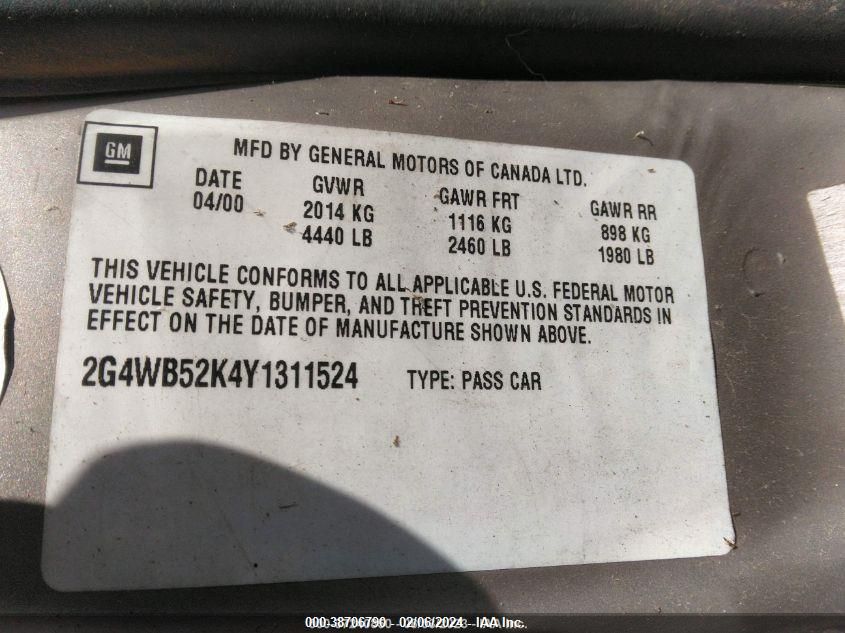 GM
MFD BY GENERAL MOTORS OF CANADA LTD.
DATE GVWR GAWR FRT GAWR RR
04/00 2014 KG 1116 KG 898 KG
4440 LB 2460 LB 1980 LB
THIS VEHICLE CONFORMS TO ALL APPLICABLE U.S. FEDERAL MOTOR
VEHICLE SAFETY, BUMPER, AND THEFT PREVENTION STANDARDS IN
EFFECT ON THE DATE OF MANUFACTURE SHOWN ABOVE.
2G4WB52K4Y1311524 TYPE: PASS CAR
000.38706790 - 02/06/2024 - IAA Inc.